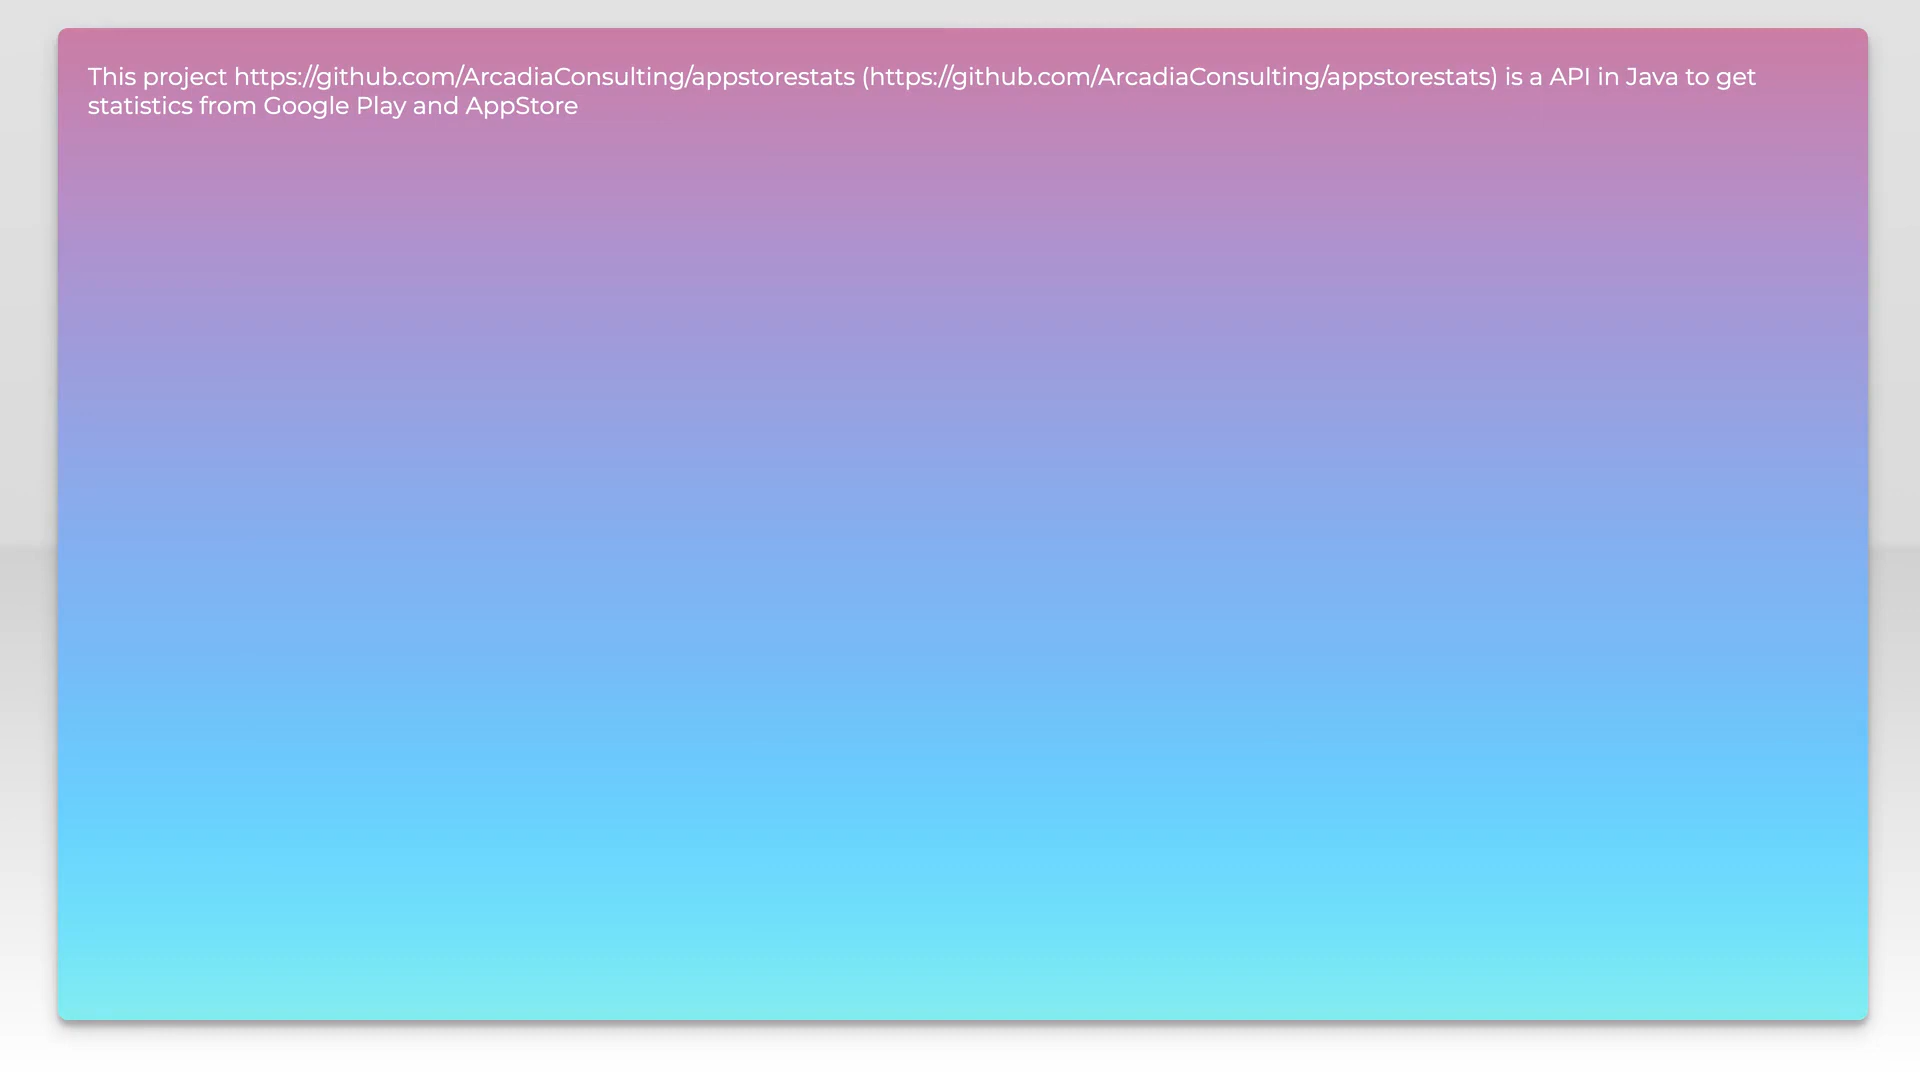 This project https://github.com/ArcadiaConsulting/appstorestats (https://github.com/ArcadiaConsulting/appstorestats) is a API in Java to get
statistics from Google Play and AppStore